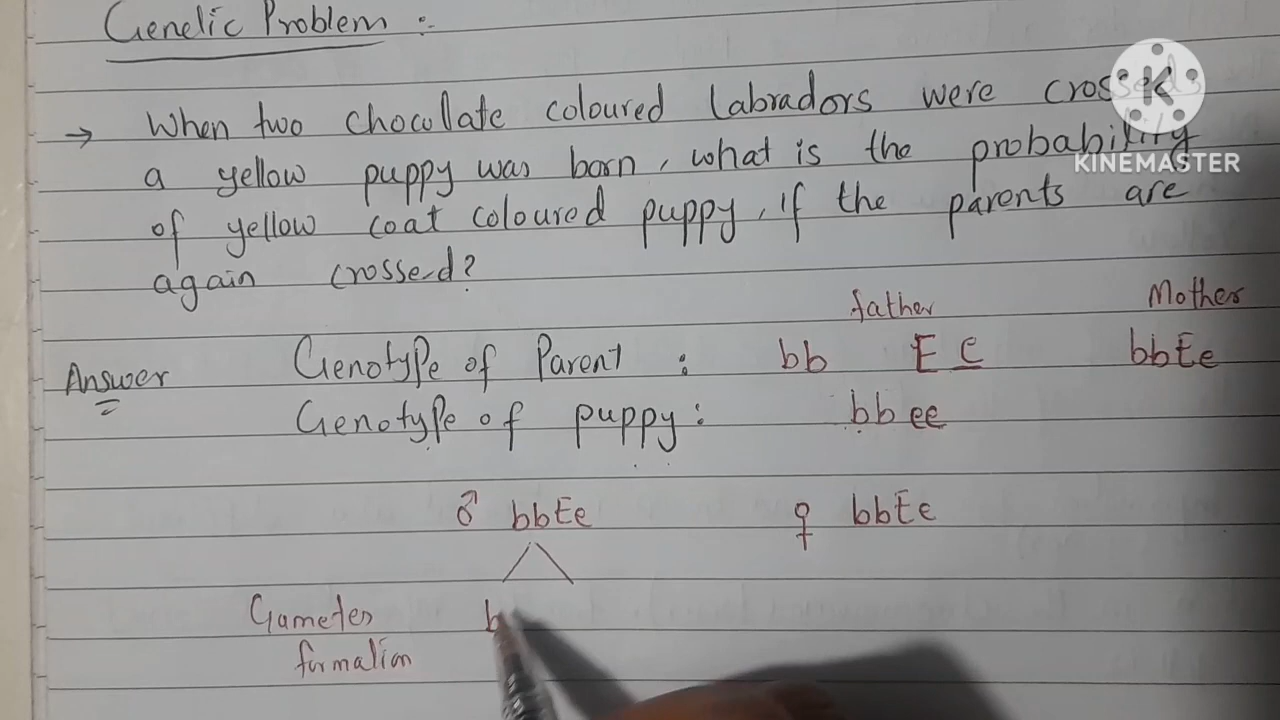 Genetic Problem :-
→ When two chocolate coloured labradors were crossed
a yellow puppy was born, what is the probability
of yellow coat coloured puppy, if the parents are
again crossed?
father Mother
Answer Genotype of Parent : bb Ee bbEe
Genotype of puppy: bbee
♂ bbEe ♀ bbEe
Gametes b
formation
K
KINEMASTER